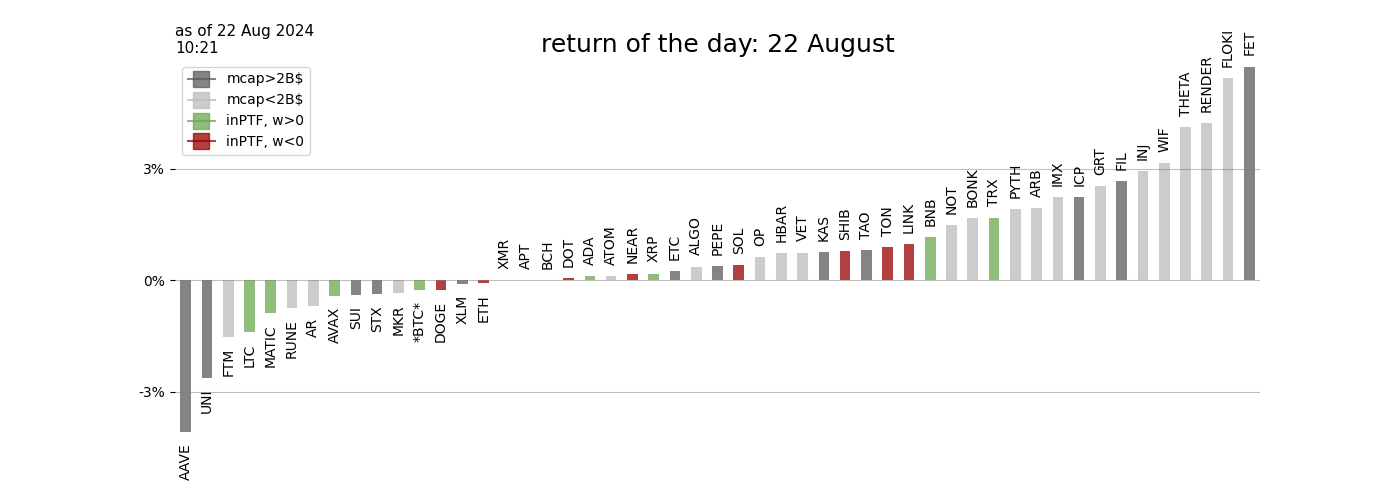 as of 22 Aug 2024
10:21
return of the day: 22 August
mcap>2B$
mcap<2B$
inPTF, w>0
inPTF, w<0
3%
0%
-3%
AAVE
UNI
FTM
LTC
MATIC
RUNE
AR
AVAX
SUI
STX
MKR
*BTC*
DOGE
XLM
ETH
XMR
APT
BCH
DOT
ADA
ATOM
NEAR
XRP
ETC
ALGO
PEPE
SOL
OP
HBAR
VET
KAS
SHIB
TAO
TON
LINK
BNB
NOT
BONK
TRX
PYTH
ARB
IMX
ICP
GRT
FIL
INJ
WIF
THETA
RENDER
FLOKI
FET